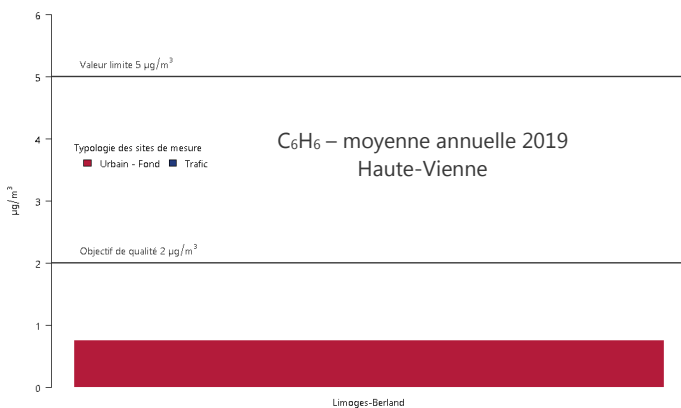 6
Valeur limite 5 µg/m³
5
C₆H₆ – moyenne annuelle 2019
Haute-Vienne
4
Typologie des sites de mesure
Urbain - Fond Trafic
µg/m³
3
Objectif de qualité 2 µg/m³
2
1
0
Limoges-Berland